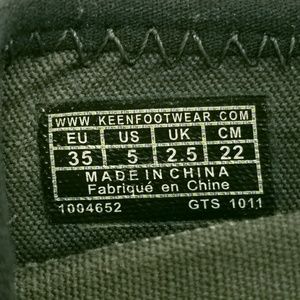 WWW. KEENFOOTWEAR. COM
EU US UK CM
35 5 2.5 22
MADE IN CHINA
Fabriqué en Chine
1004652 GTS 1011